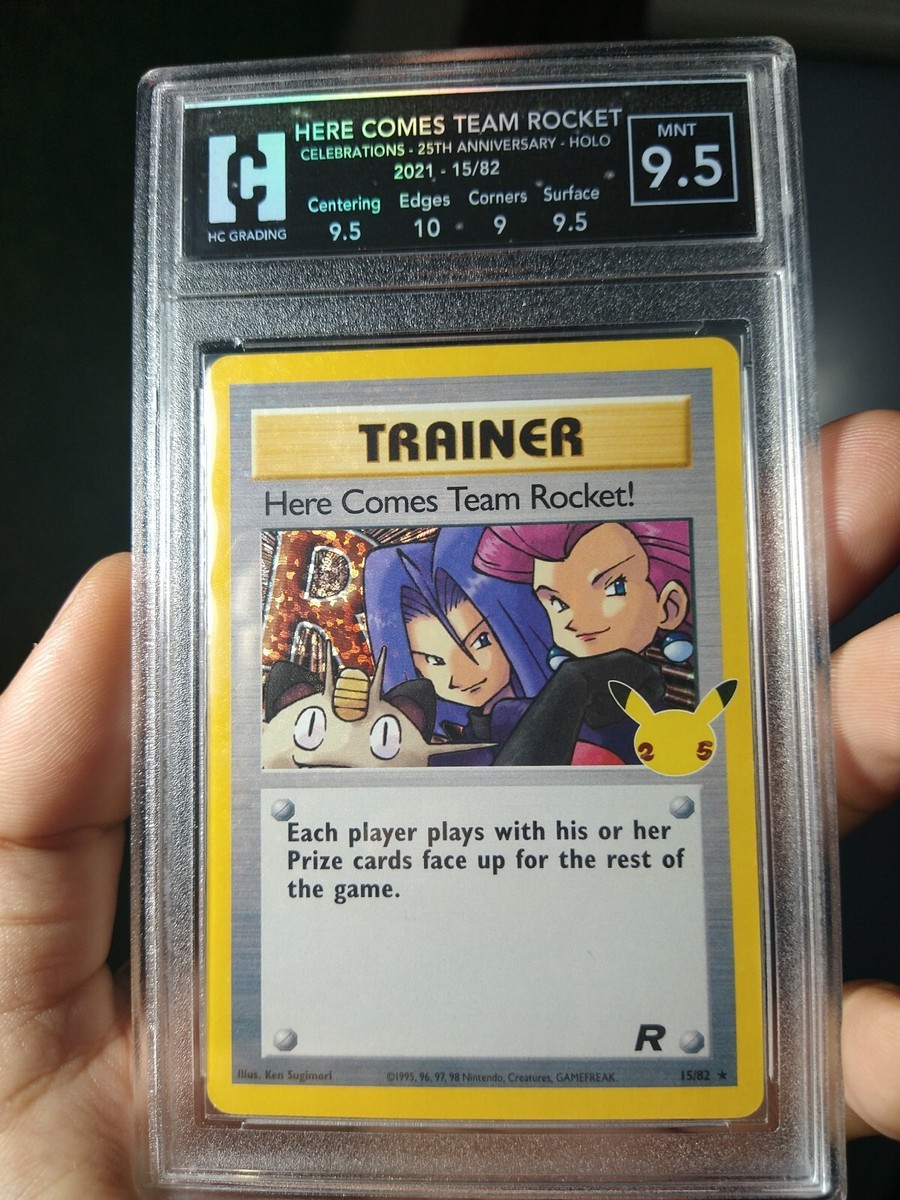 HERE COMES TEAM ROCKET
CELEBRATIONS - 25TH ANNIVERSARY - HOLO
2021 - 15/82
Centering Edges Corners Surface
9.5 10 9 9.5
HC
HC GRADING
MNT
9.5
TRAINER
Here Comes Team Rocket!
25
Each player plays with his or her
Prize cards face up for the rest of
the game.
R
Illus. Ken Sugimori
©1995, 96, 97, 98 Nintendo, Creatures, GAMEFREAK.
15/82 ★